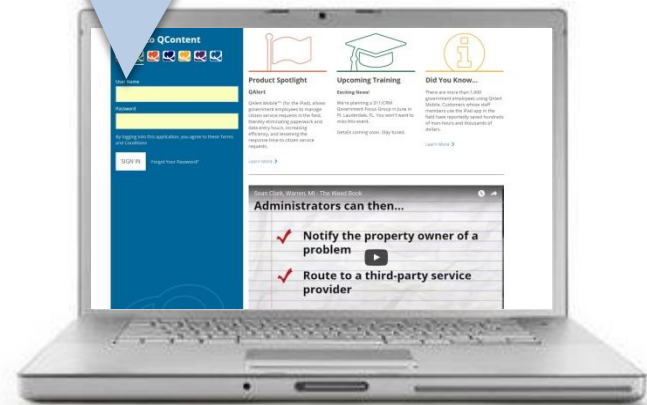 to QContent
User Name
Password
By logging into this application, you agree to these Terms
and Conditions
SIGN IN
Forgot Your Password?
Product Spotlight
QAlert
QAlert Mobile™ (for the iPad), allows
government employees to manage
citizen service requests in the field,
thereby eliminating paperwork and
data-entry hours, increasing
efficiency, and lessening the
response time to citizen service
requests.
Learn More
Upcoming Training
Exciting News!
We're planning a 311/CRM
Government Focus Group in June in
Ft. Lauderdale, FL. You won't want to
miss this event.
Details coming soon. Stay tuned.
Did You Know...
There are more than 1,000
government employees using QAlert
Mobile. Customers whose staff
members use the iPad app in the
field have reportedly saved hundreds
of man-hours and thousands of
dollars.
Learn More
Sean Clark, Warren, MI - The Weed Book
Administrators can then...
Notify the property owner of a
problem
Route to a third-party service
provider